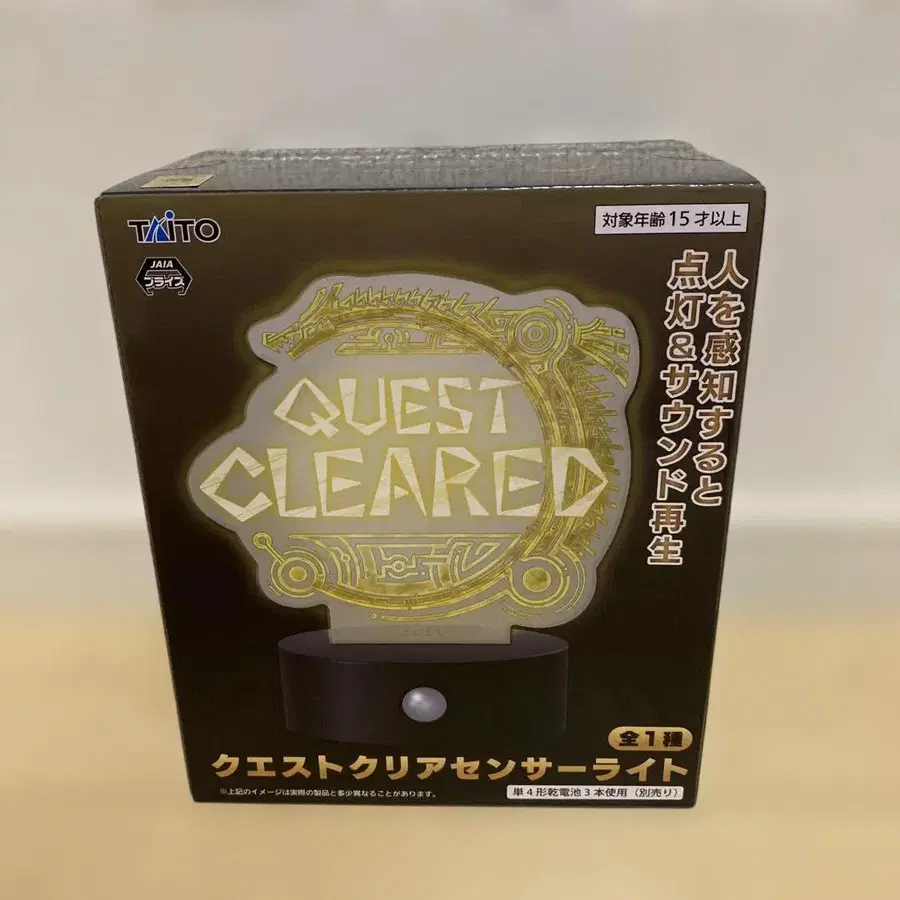 TAITO
JAIA
プライズ
対象年齢15才以上
人を感知すると
点灯&サウンド再生
QUEST
CLEARED
全1種
クエストクリアセンサーライト
※上記のイメージは実際の製品と多少異なることがあります。
単4形乾電池3本使用(別売り)